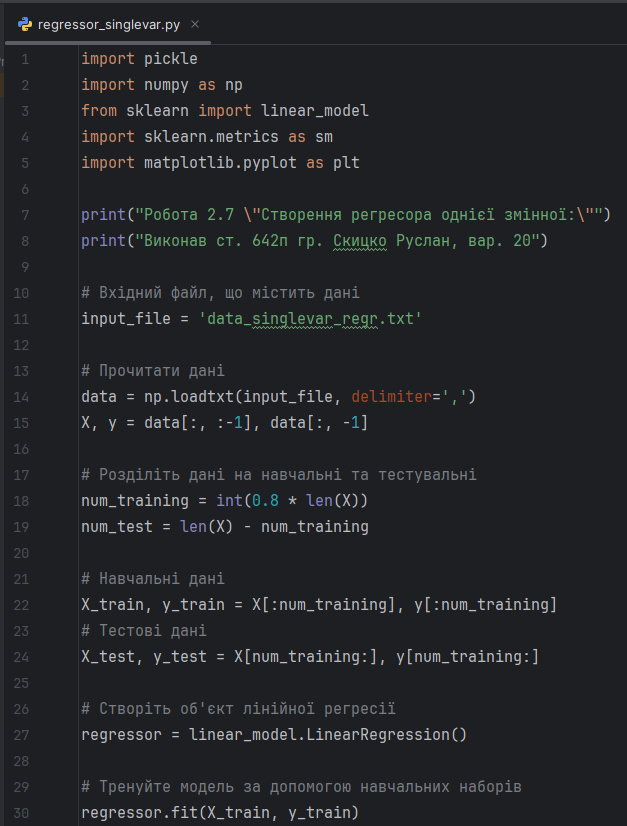 regressor_singlevar.py
1 import pickle
2 import numpy as np
3 from sklearn import linear_model
4 import sklearn.metrics as sm
5 import matplotlib.pyplot as plt
6
7 print("Робота 2.7 \"Створення регресора однієї змінної:\"")
8 print("Виконав ст. 642п гр. Скицко Руслан, вар. 20")
9
10 # Вхідний файл, що містить дані
11 input_file = 'data_singlevar_regr.txt'
12
13 # Прочитати дані
14 data = np.loadtxt(input_file, delimiter=',')
15 X, y = data[:, :-1], data[:, -1]
16
17 # Розділіть дані на навчальні та тестувальні
18 num_training = int(0.8 * len(X))
19 num_test = len(X) - num_training
20
21 # Навчальні дані
22 X_train, y_train = X[:num_training], y[:num_training]
23 # Тестові дані
24 X_test, y_test = X[num_training:], y[num_training:]
25
26 # Створіть об'єкт лінійної регресії
27 regressor = linear_model.LinearRegression()
28
29 # Тренуйте модель за допомогою навчальних наборів
30 regressor.fit(X_train, y_train)